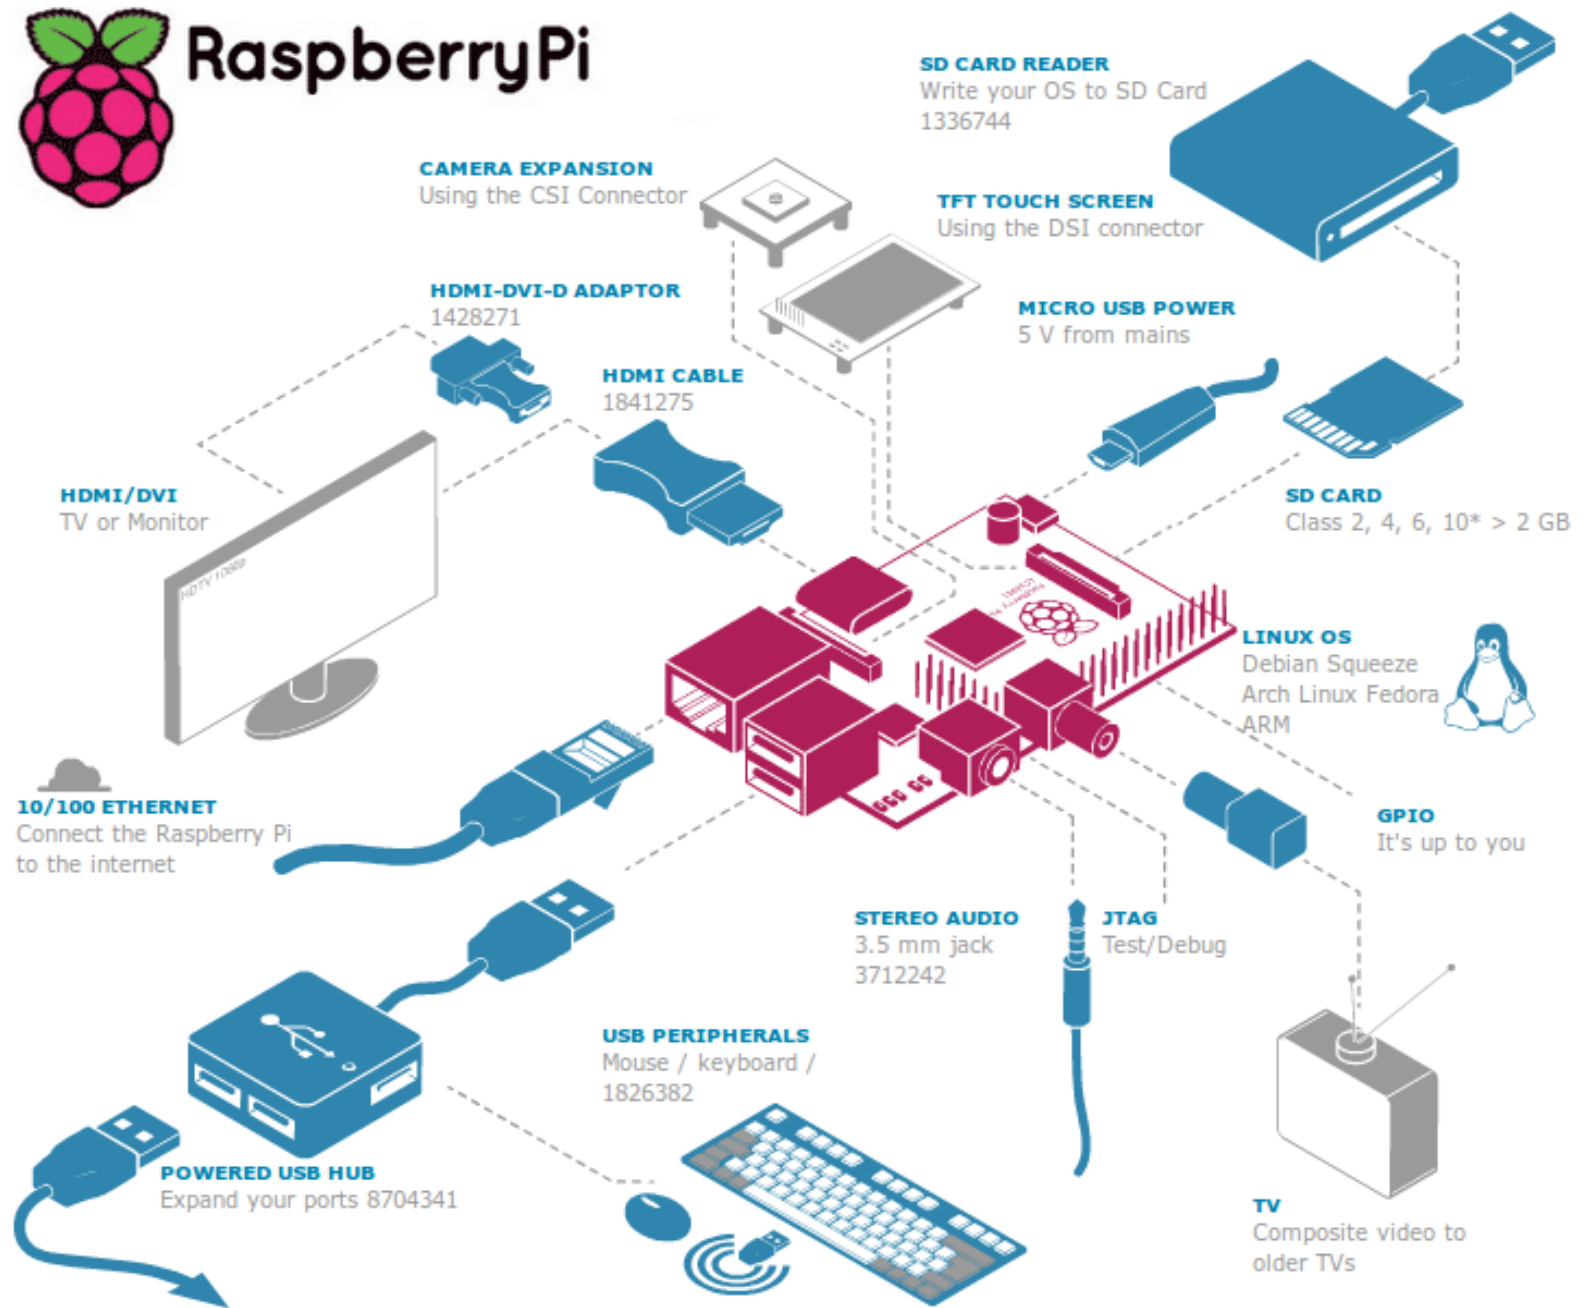 RaspberryPi
SD CARD READER
Write your OS to SD Card
1336744
CAMERA EXPANSION
Using the CSI Connector
TFT TOUCH SCREEN
Using the DSI connector
HDMI-DVI-D ADAPTOR
1428271
MICRO USB POWER
5 V from mains
HDMI CABLE
1841275
HDMI/DVI
TV or Monitor
HDTV 1080p
SD CARD
Class 2, 4, 6, 10* > 2 GB
LINUX OS
Debian Squeeze
Arch Linux Fedora
ARM
10/100 ETHERNET
Connect the Raspberry Pi
to the internet
GPIO
It's up to you
STEREO AUDIO
3.5 mm jack
3712242
JTAG
Test/Debug
USB PERIPHERALS
Mouse / keyboard /
1826382
POWERED USB HUB
Expand your ports 8704341
TV
Composite video to
older TVs